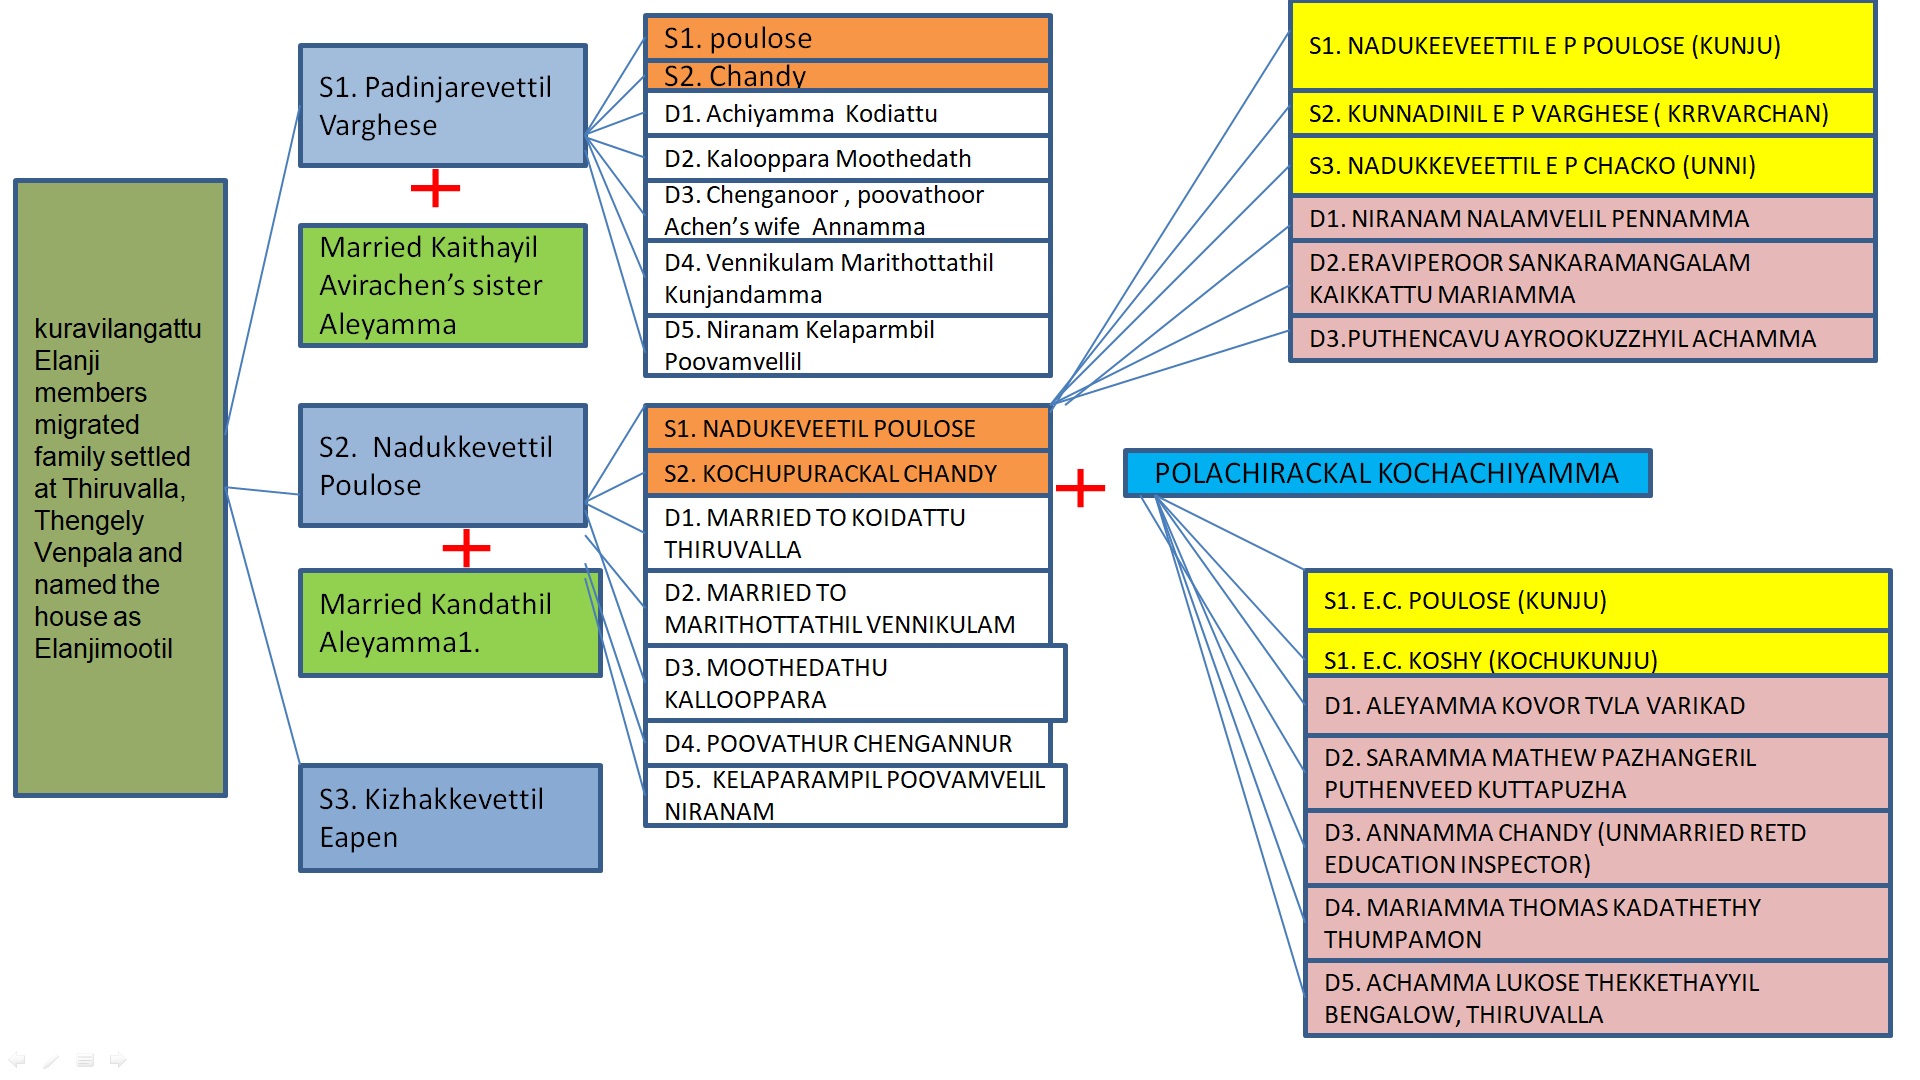 kuravilangattu
Elanji
members
migrated
family settled
at Thiruvalla,
Thengely
Venpala and
named the
house as
Elanjimootil
S1. Padinjarevettil
Varghese
Married Kaithayil
Avirachen’s sister
Aleyamma
S2.  Nadukkevettil
Poulose
Married Kandathil
Aleyamma1.
S3. Kizhakkevettil
Eapen
S1. poulose
S2. Chandy
D1. Achiyamma  Kodiattu
D2. Kalooppara Moothedath
D3. Chenganoor , poovathoor
Achen’s wife  Annamma
D4. Vennikulam Marithottathil
Kunjandamma
D5. Niranam Kelaparmbil
Poovamvellil
S1. NADUKEVEETIL POULOSE
S2. KOCHUPURACKAL CHANDY
D1. MARRIED TO KOIDATTU
THIRUVALLA
D2. MARRIED TO
MARITHOTTATHIL VENNIKULAM
D3. MOOTHEDATHU
KALLOOPPARA
D4. POOVATHUR CHENGANNUR
D5.  KELAPARAMPIL POOVAMVELIL
NIRANAM
S1. NADUKEEVEETTIL E P POULOSE (KUNJU)
S2. KUNNADINIL E P VARGHESE ( KRRVARCHAN)
S3. NADUKKEVEETTIL E P CHACKO (UNNI)
D1. NIRANAM NALAMVELIL PENNAMMA
D2.ERAVIPEROOR SANKARAMANGALAM
KAIKKATTU MARIAMMA
D3.PUTHENCAVU AYROOKUZZHYIL ACHAMMA
POLACHIRACKAL KOCHACHIYAMMA
S1. E.C. POULOSE (KUNJU)
S1. E.C. KOSHY (KOCHUKUNJU)
D1. ALEYAMMA KOVOR TVLA VARIKAD
D2. SARAMMA MATHEW PAZHANGERIL
PUTHENVEED KUTTAPUZHA
D3. ANNAMMA CHANDY (UNMARRIED RETD
EDUCATION INSPECTOR)
D4. MARIAMMA THOMAS KADATHETHY
THUMPAMON
D5. ACHAMMA LUKOSE THEKKETHAYYIL
BENGALOW, THIRUVALLA